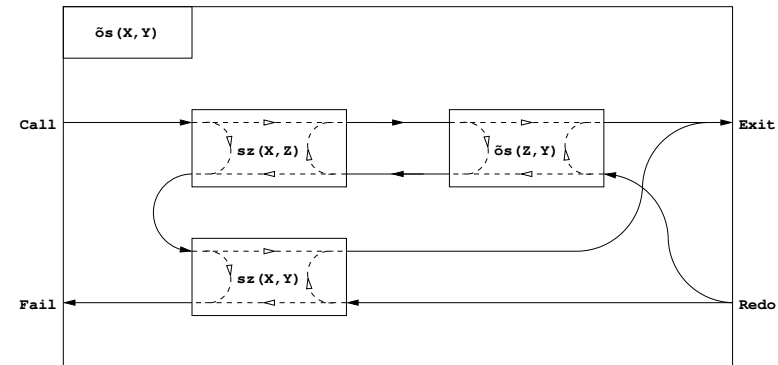 õs(X,Y)
Call
sz(X,Z)
õs(Z,Y)
Exit
sz(X,Y)
Fail
Redo